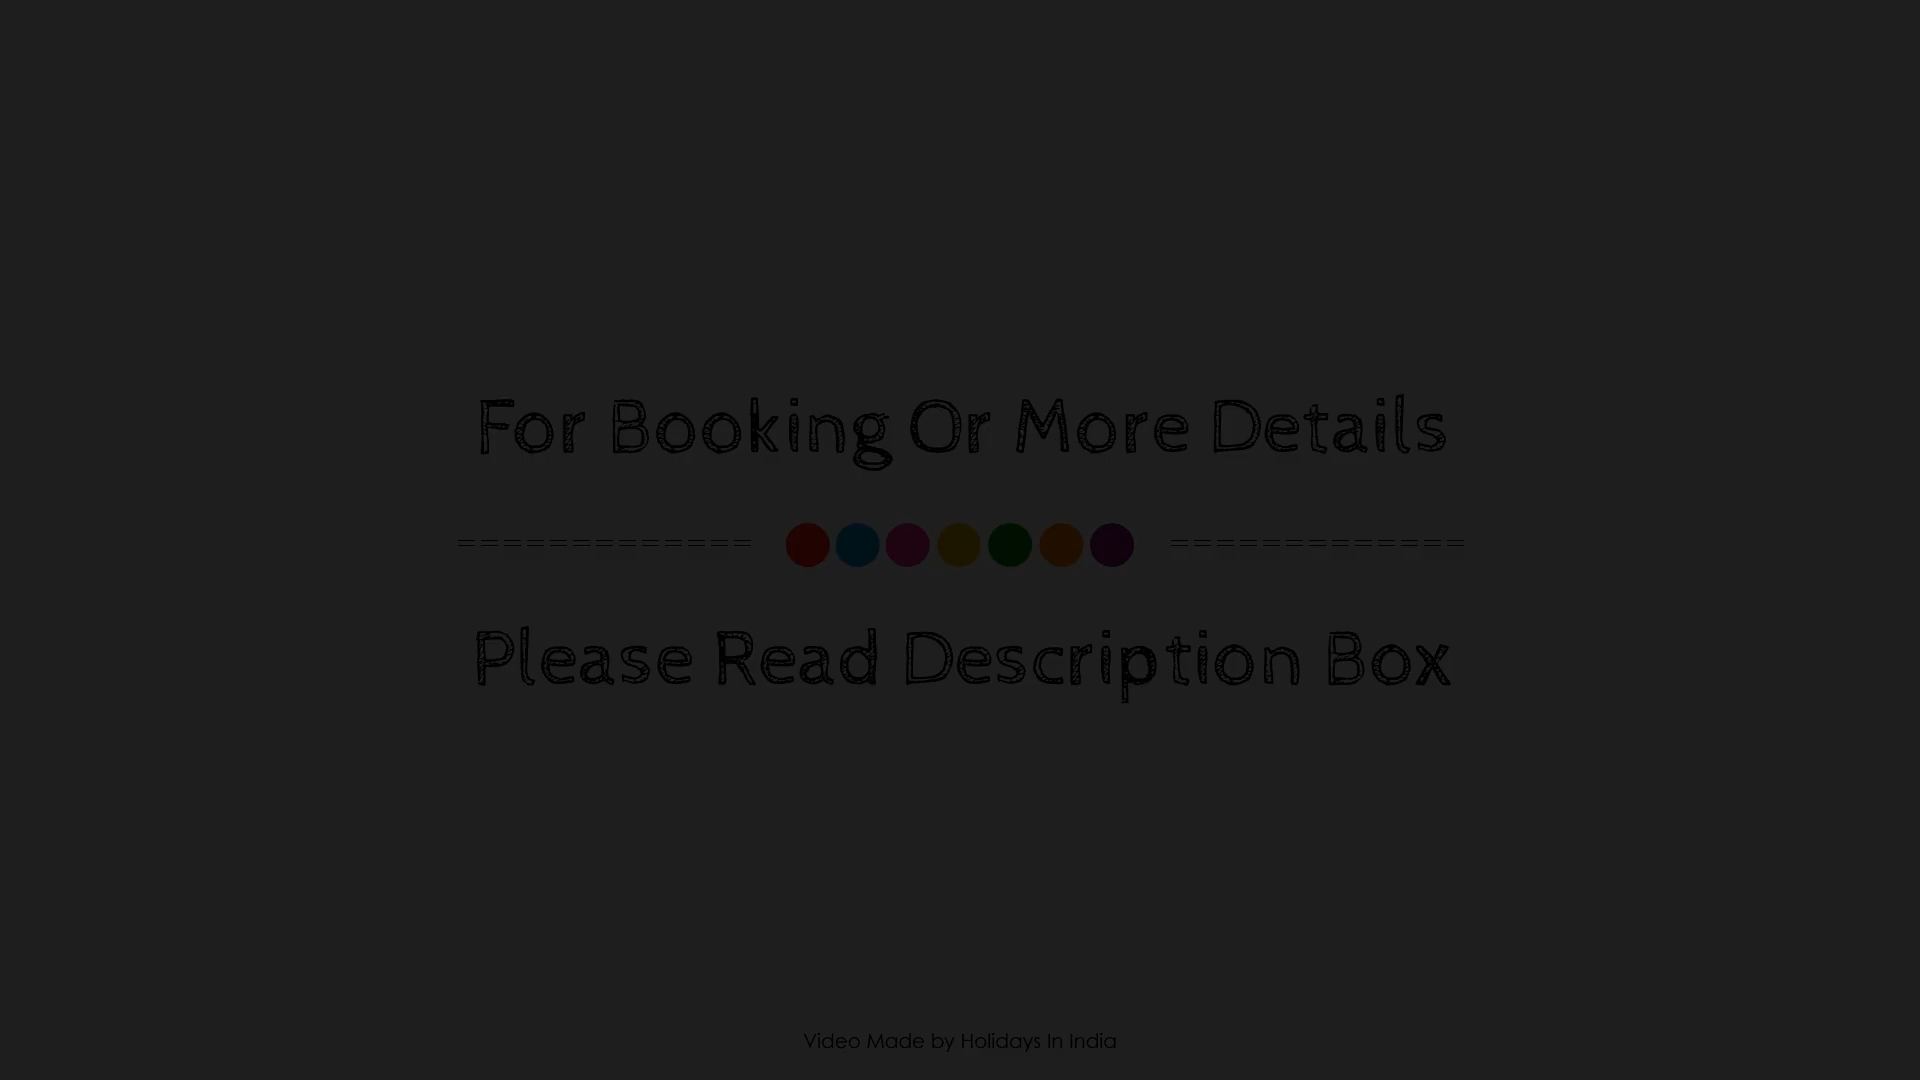 For Booking Or More Details
============= =============
Please Read Description Box
Video Made by Holidays In India